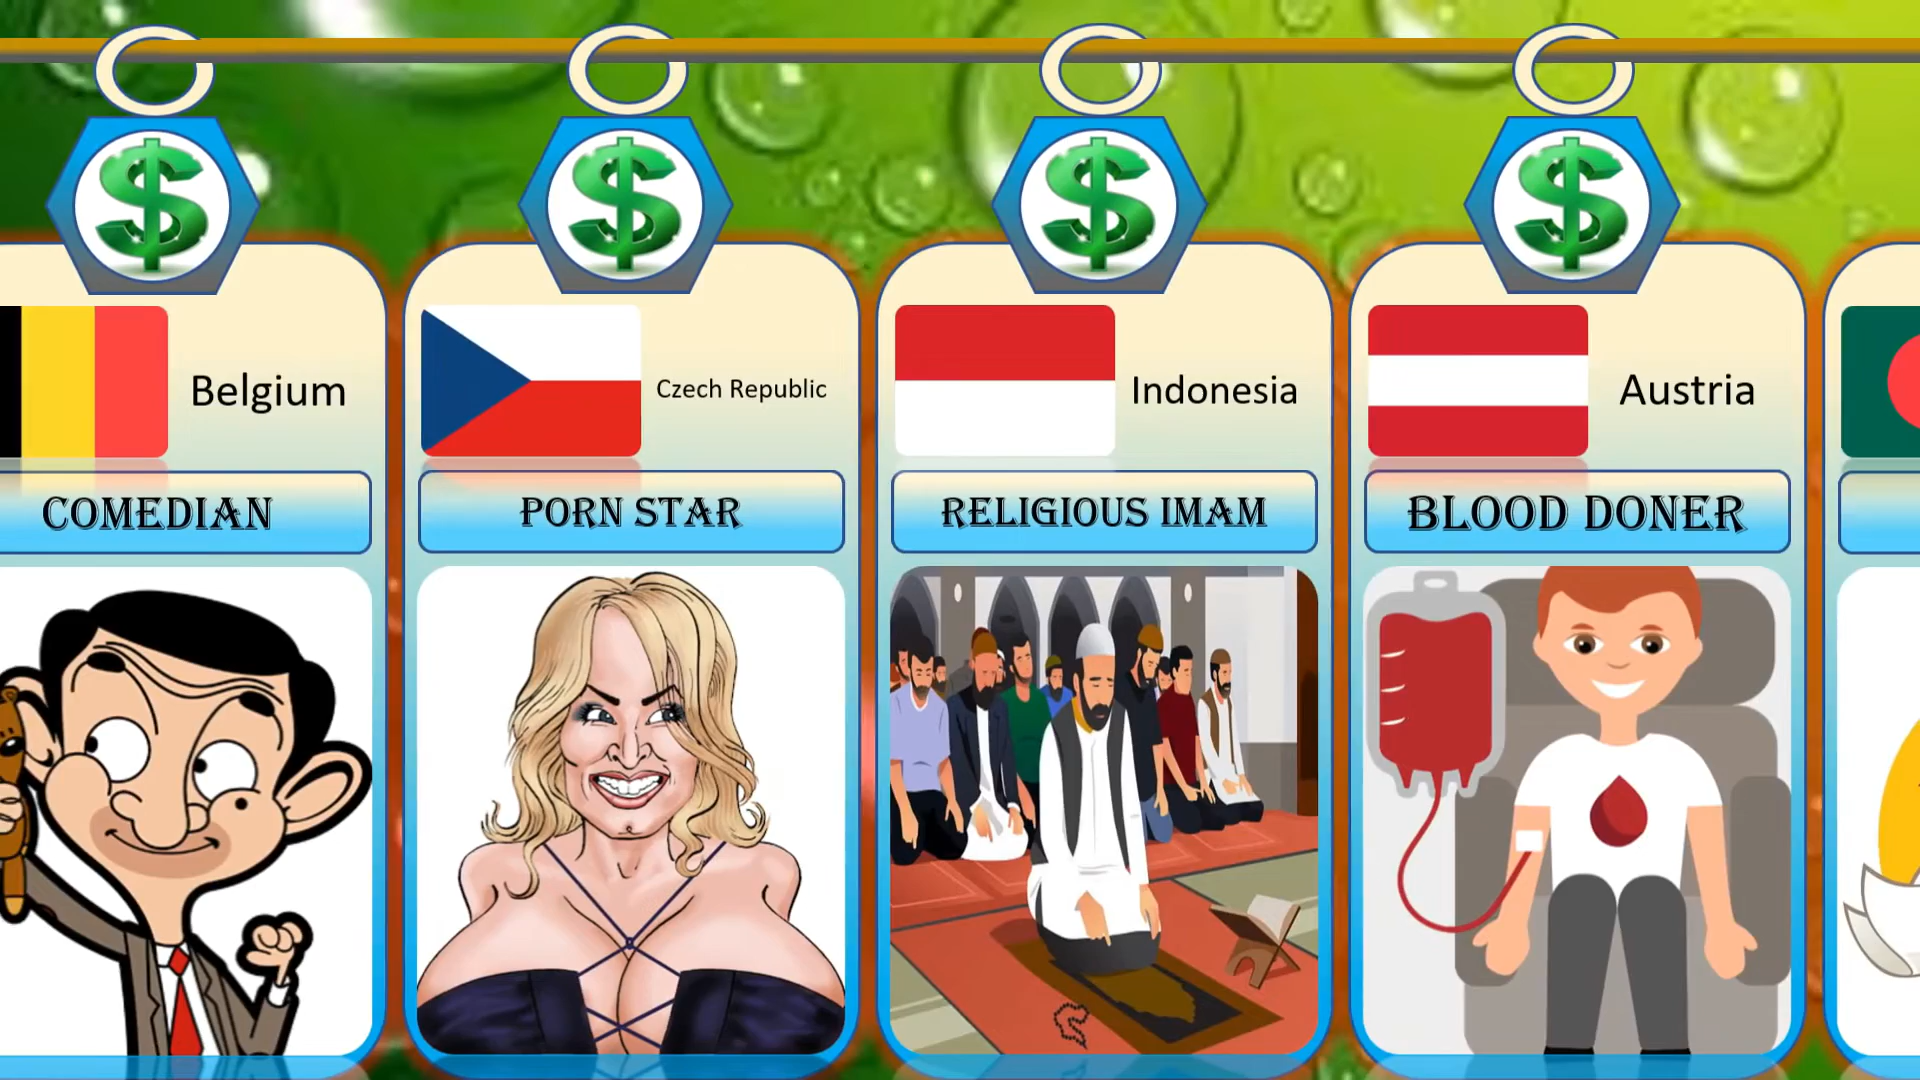 Belgium
COMEDIAN
Czech Republic
PORN STAR
Indonesia
RELIGIOUS IMAM
Austria
BLOOD DONER